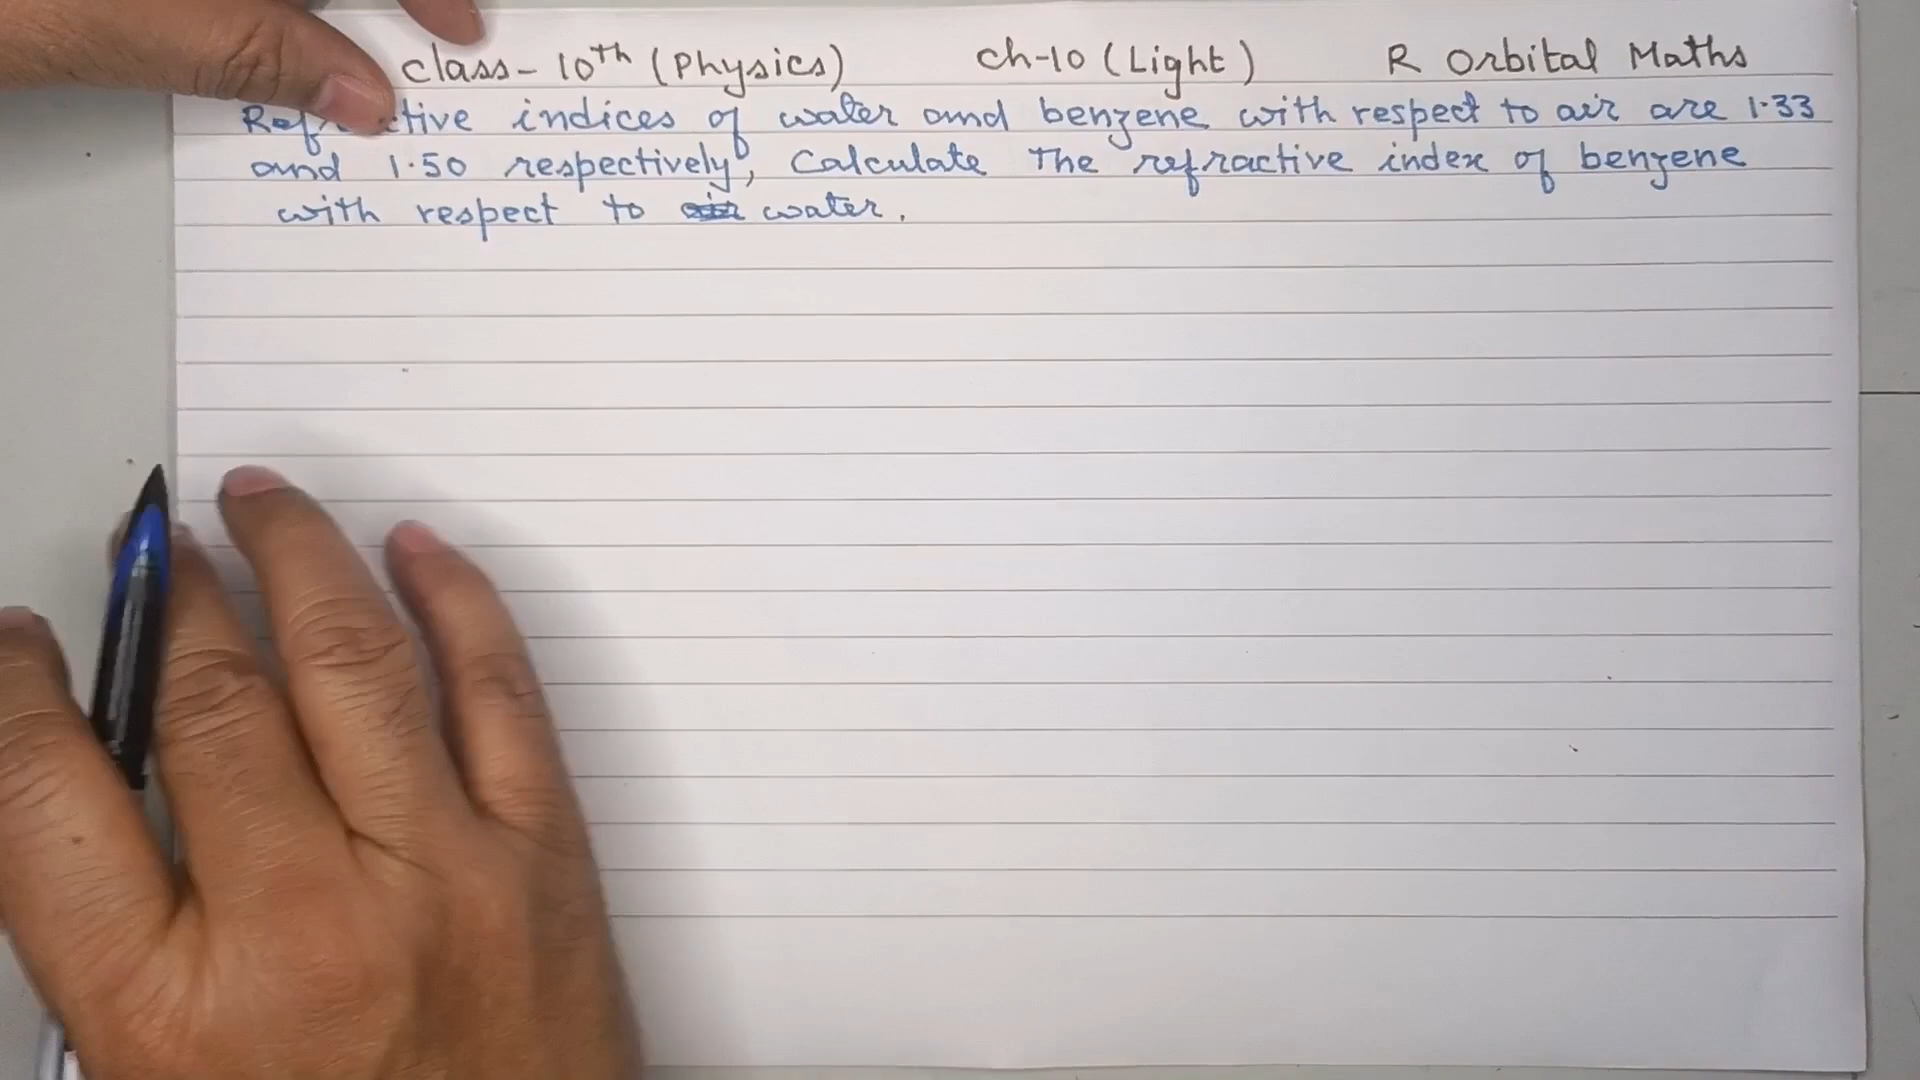 class- 10th (Physics) ch-10 (Light) R Orbital Maths
indices of water and benzene with respect to air are 1.33
and 1.50 respectively, Calculate The refractive index of benzene
with respect to water.